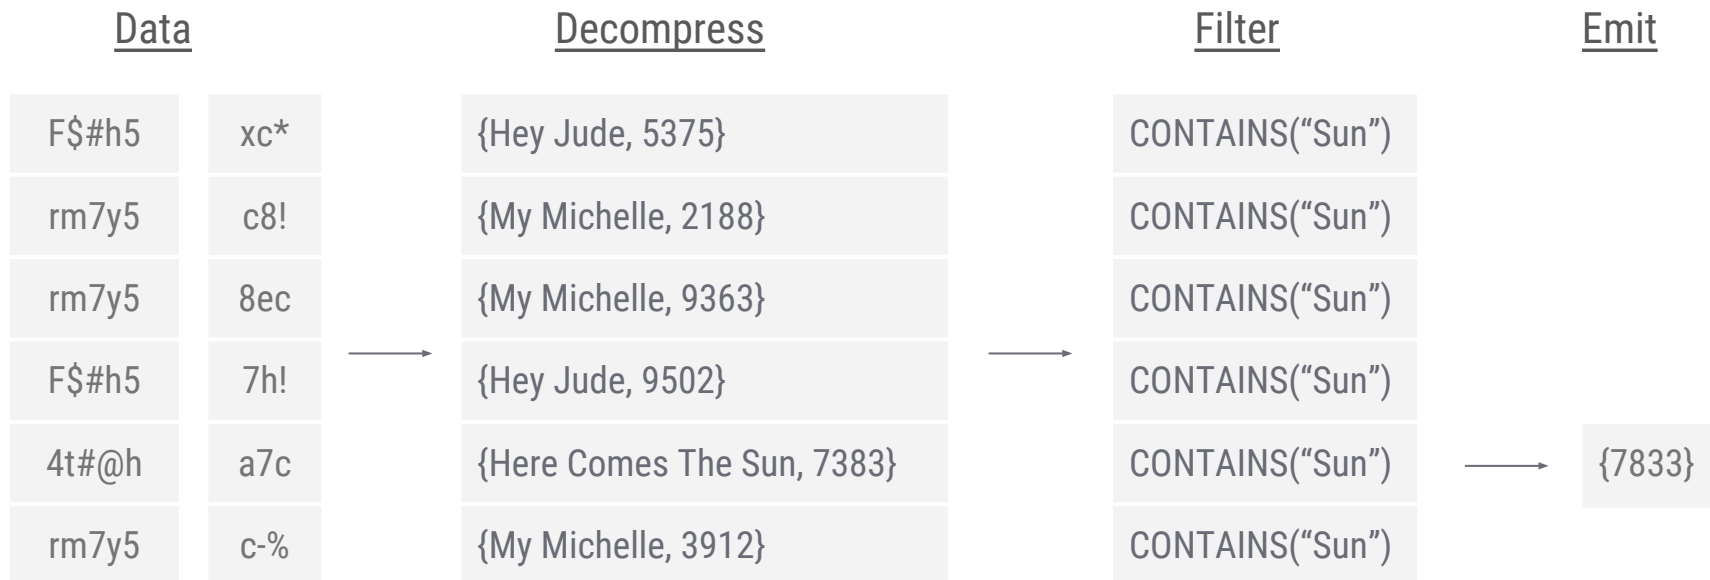 Data Decompress Filter Emit
F$#h5 xc* {Hey Jude, 5375} CONTAINS(“Sun”)
rm7y5 c8! {My Michelle, 2188} CONTAINS(“Sun”)
rm7y5 8ec {My Michelle, 9363} CONTAINS(“Sun”)
F$#h5 7h! {Hey Jude, 9502} CONTAINS(“Sun”)
4t#@h a7c {Here Comes The Sun, 7383} CONTAINS(“Sun”) {7833}
rm7y5 c-% {My Michelle, 3912} CONTAINS(“Sun”)